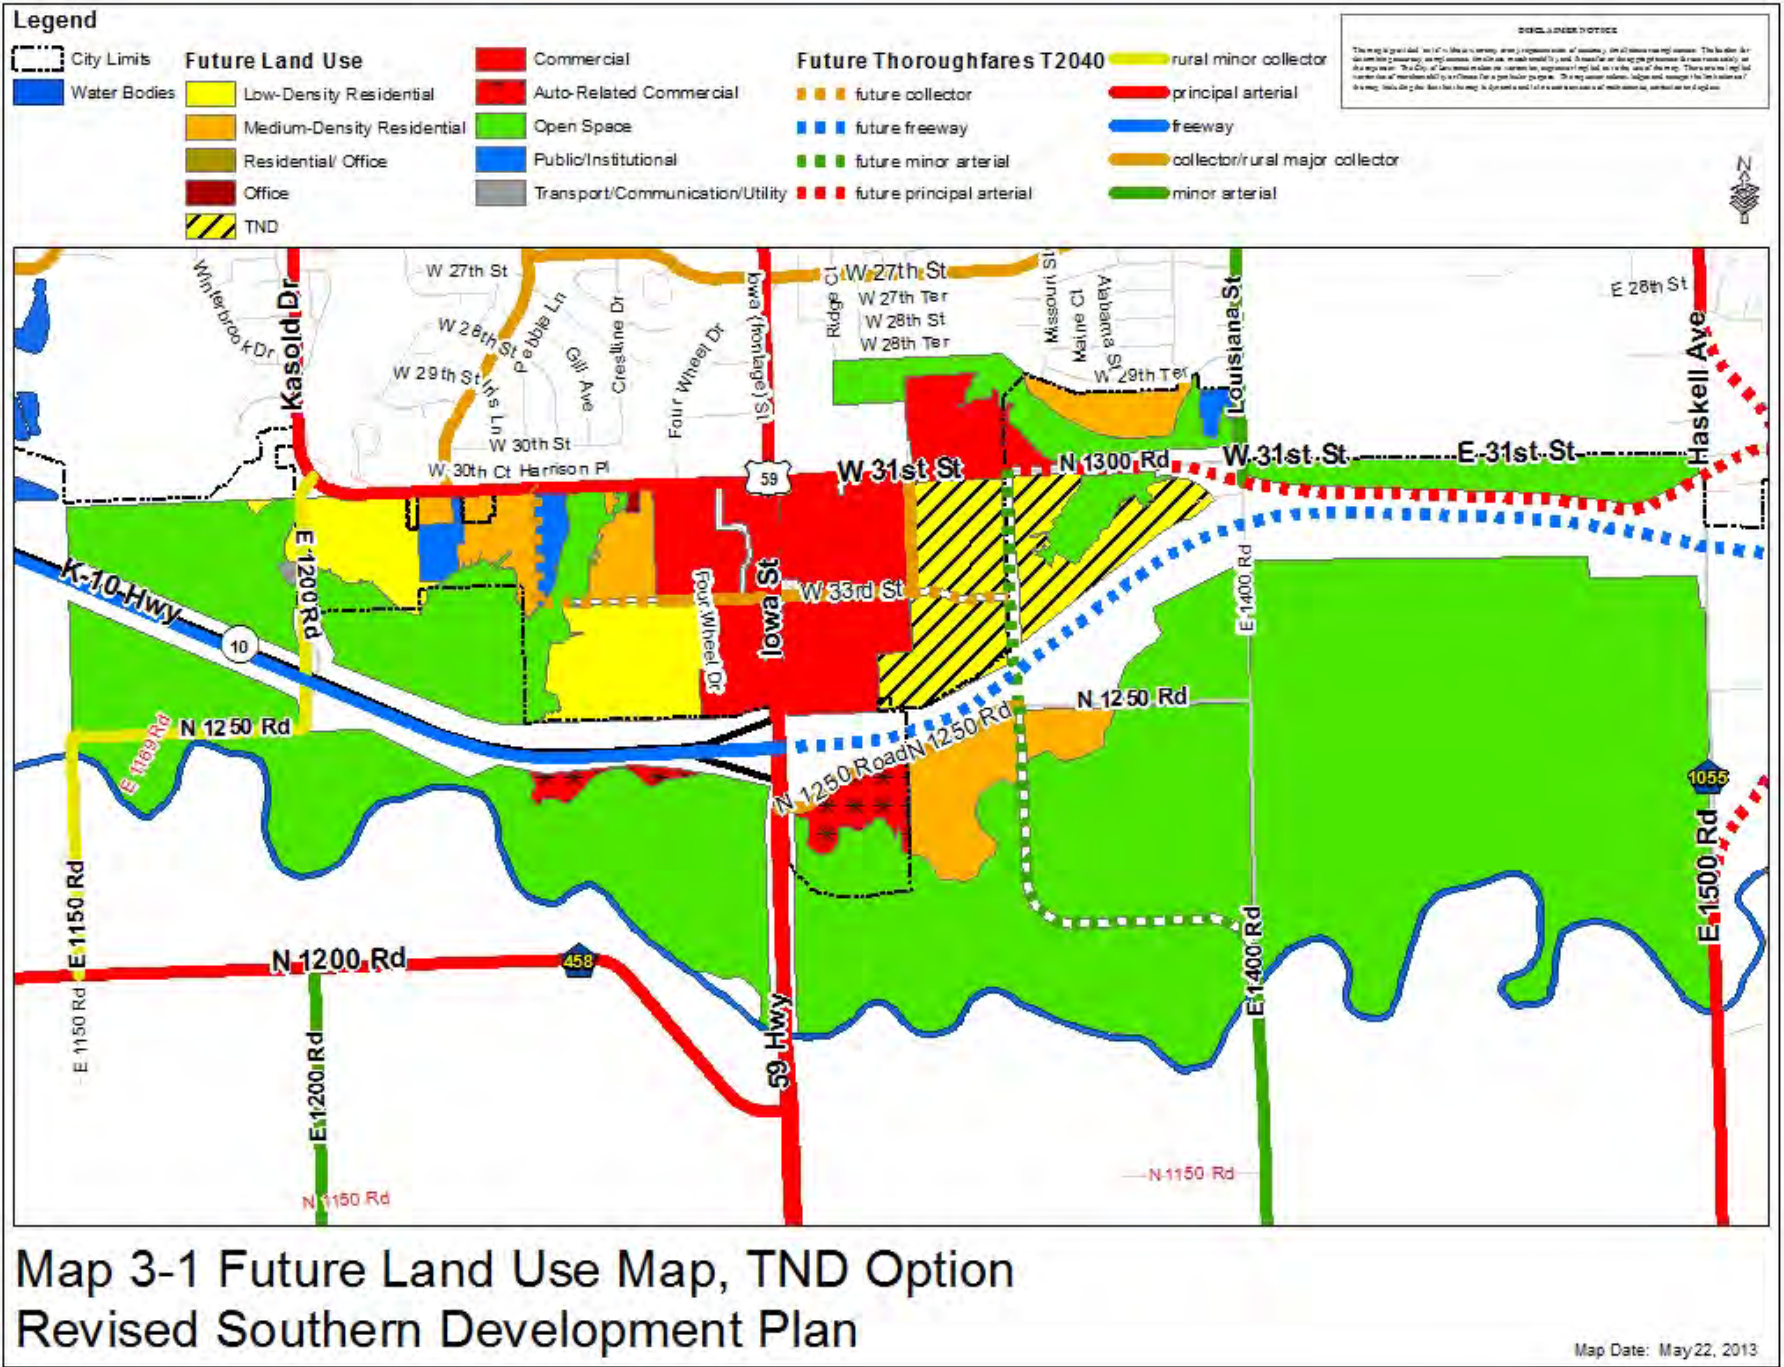 Legend
City Limits
Water Bodies
Future Land Use
Low-Density Residential
Medium-Density Residential
Residential/ Office
Office
TND
Commercial
Auto-Related Commercial
Open Space
Public/Institutional
Transport/Communication/Utility
Future Thoroughfares T2040
future collector
future freeway
future minor arterial
future principal arterial
rural minor collector
principal arterial
freeway
collector/rural major collector
minor arterial
DISCLAIMER NOTICE
N
Winterbrook Dr
Kasold Dr
W 27th St
W 28th St
Pebble Ln
W 29th St
Iris Ln
Gill Ave
Crestline Dr
Four Wheel Dr
W 30th St
W 30th Ct
Harrison Pl
Iowa (frontage) St
59
Ridge Ct
W 27th St
W 27th Ter
W 28th St
W 28th Ter
Missouri St
Maine Ct
Alabama St
W 29th Ter
Louisiana St
E 28th St
Haskell Ave
W 31st St
N 1300 Rd
W 31st St
E 31st St
K-10 Hwy
10
E 1200 Rd
Four Wheel Dr
Iowa St
W 33rd St
E 1400 Rd
N 1250 Rd
E 1169 Rd
N 1250 Road
N 1250 Rd
N 1250 Rd
1055
E 1150 Rd
E 1150 Rd
N 1200 Rd
458
E 1200 Rd
59 Hwy
E 1400 Rd
E 1500 Rd
N 1150 Rd
N 1150 Rd
Map 3-1 Future Land Use Map, TND Option
Revised Southern Development Plan
Map Date: May 22, 2013